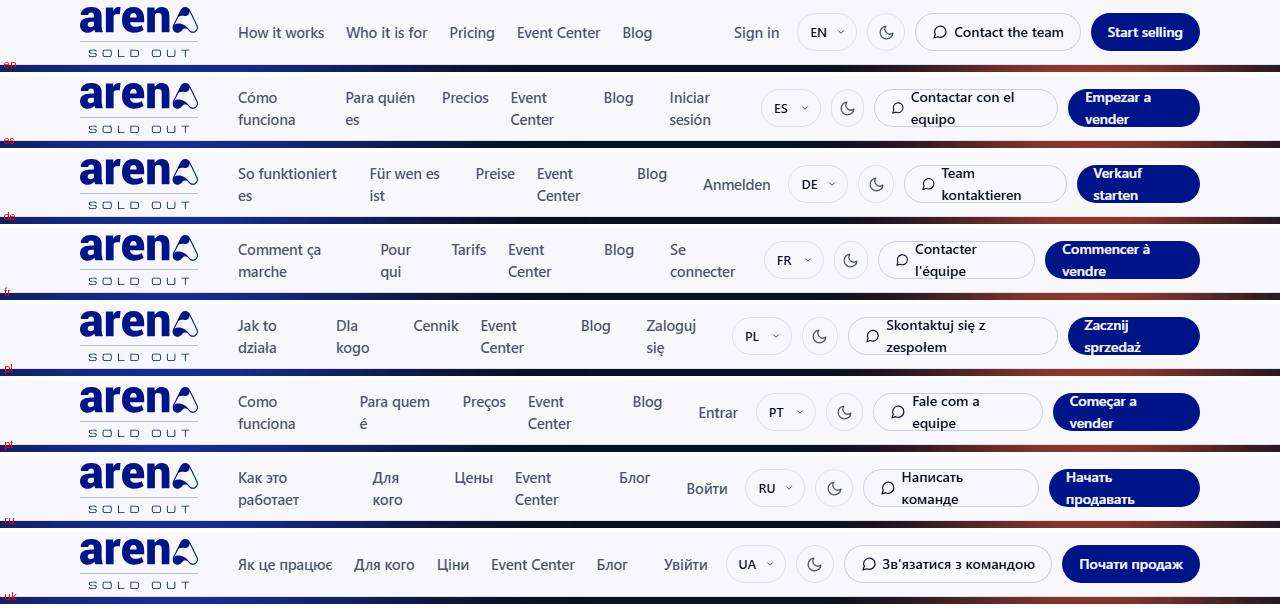 arena
SOLD OUT
How it works Who it is for Pricing Event Center Blog Sign in EN Contact the team Start selling
en
arena
SOLD OUT
Cómo funciona Para quién es Precios Event Center Blog Iniciar sesión ES Contactar con el equipo Empezar a vender
es
arena
SOLD OUT
So funktioniert es Für wen es ist Preise Event Center Blog Anmelden DE Team kontaktieren Verkauf starten
de
arena
SOLD OUT
Comment ça marche Pour qui Tarifs Event Center Blog Se connecter FR Contacter l'équipe Commencer à vendre
fr
arena
SOLD OUT
Jak to działa Dla kogo Cennik Event Center Blog Zaloguj się PL Skontaktuj się z zespołem Zacznij sprzedaż
pl
arena
SOLD OUT
Como funciona Para quem é Preços Event Center Blog Entrar PT Fale com a equipe Começar a vender
pt
arena
SOLD OUT
Как это работает Для кого Цены Event Center Блог Войти RU Написать команде Начать продавать
ru
arena
SOLD OUT
Як це працює Для кого Ціни Event Center Блог Увійти UA Зв'язатися з командою Почати продаж
uk